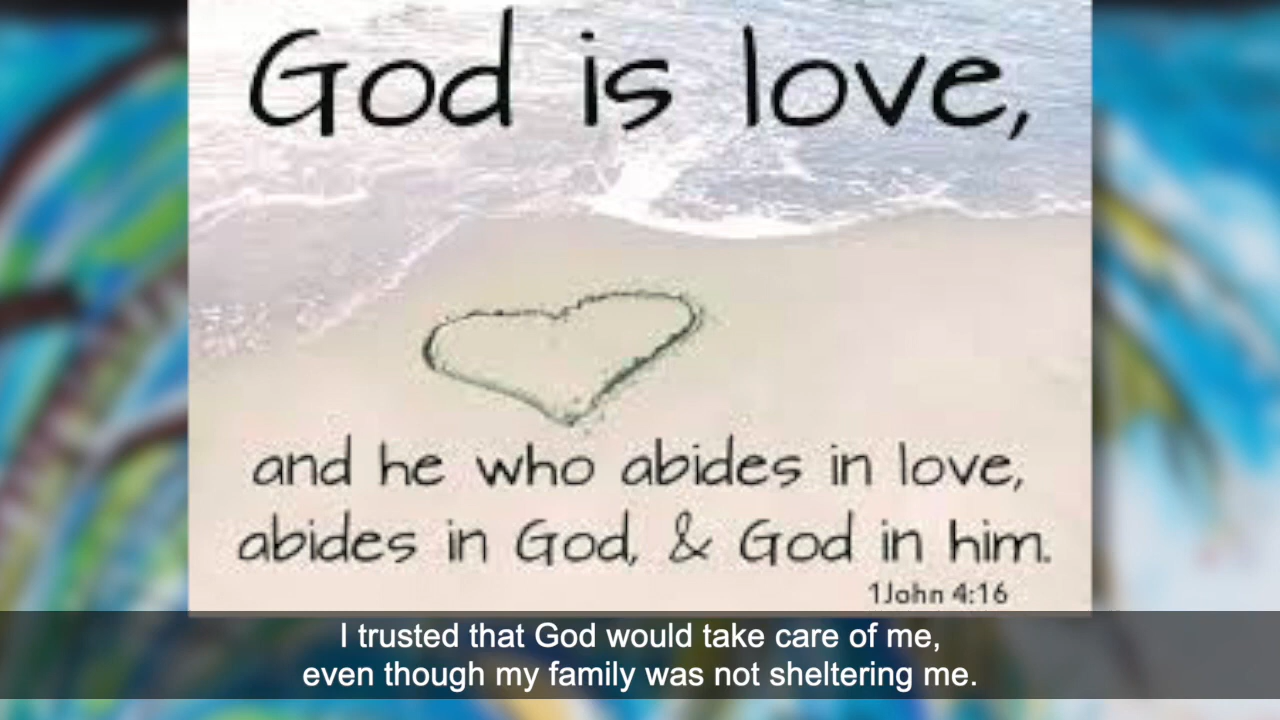 God is love,
and he who abides in love,
abides in God, & God in him.
1John 4:16
I trusted that God would take care of me,
even though my family was not sheltering me.